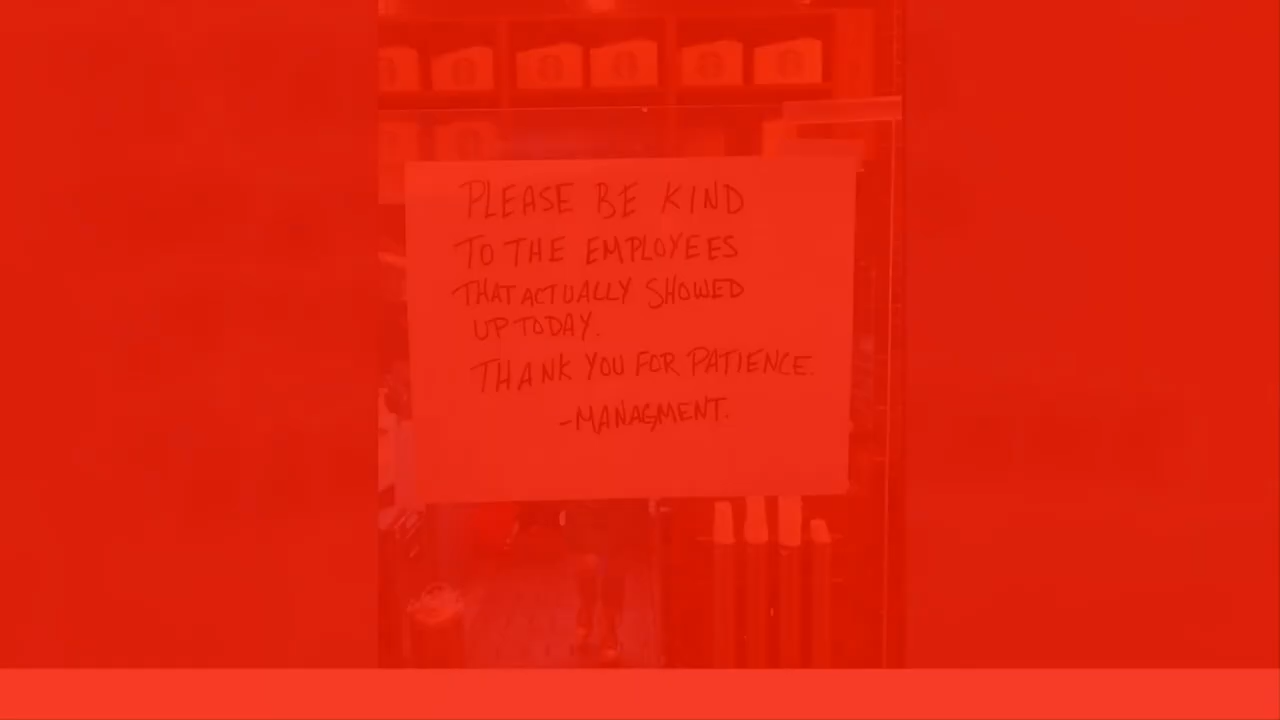 PLEASE BE KIND
TO THE EMPLOYEES
THAT ACTUALLY SHOWED
UP TODAY.
THANK YOU FOR PATIENCE.
-MANAGMENT.